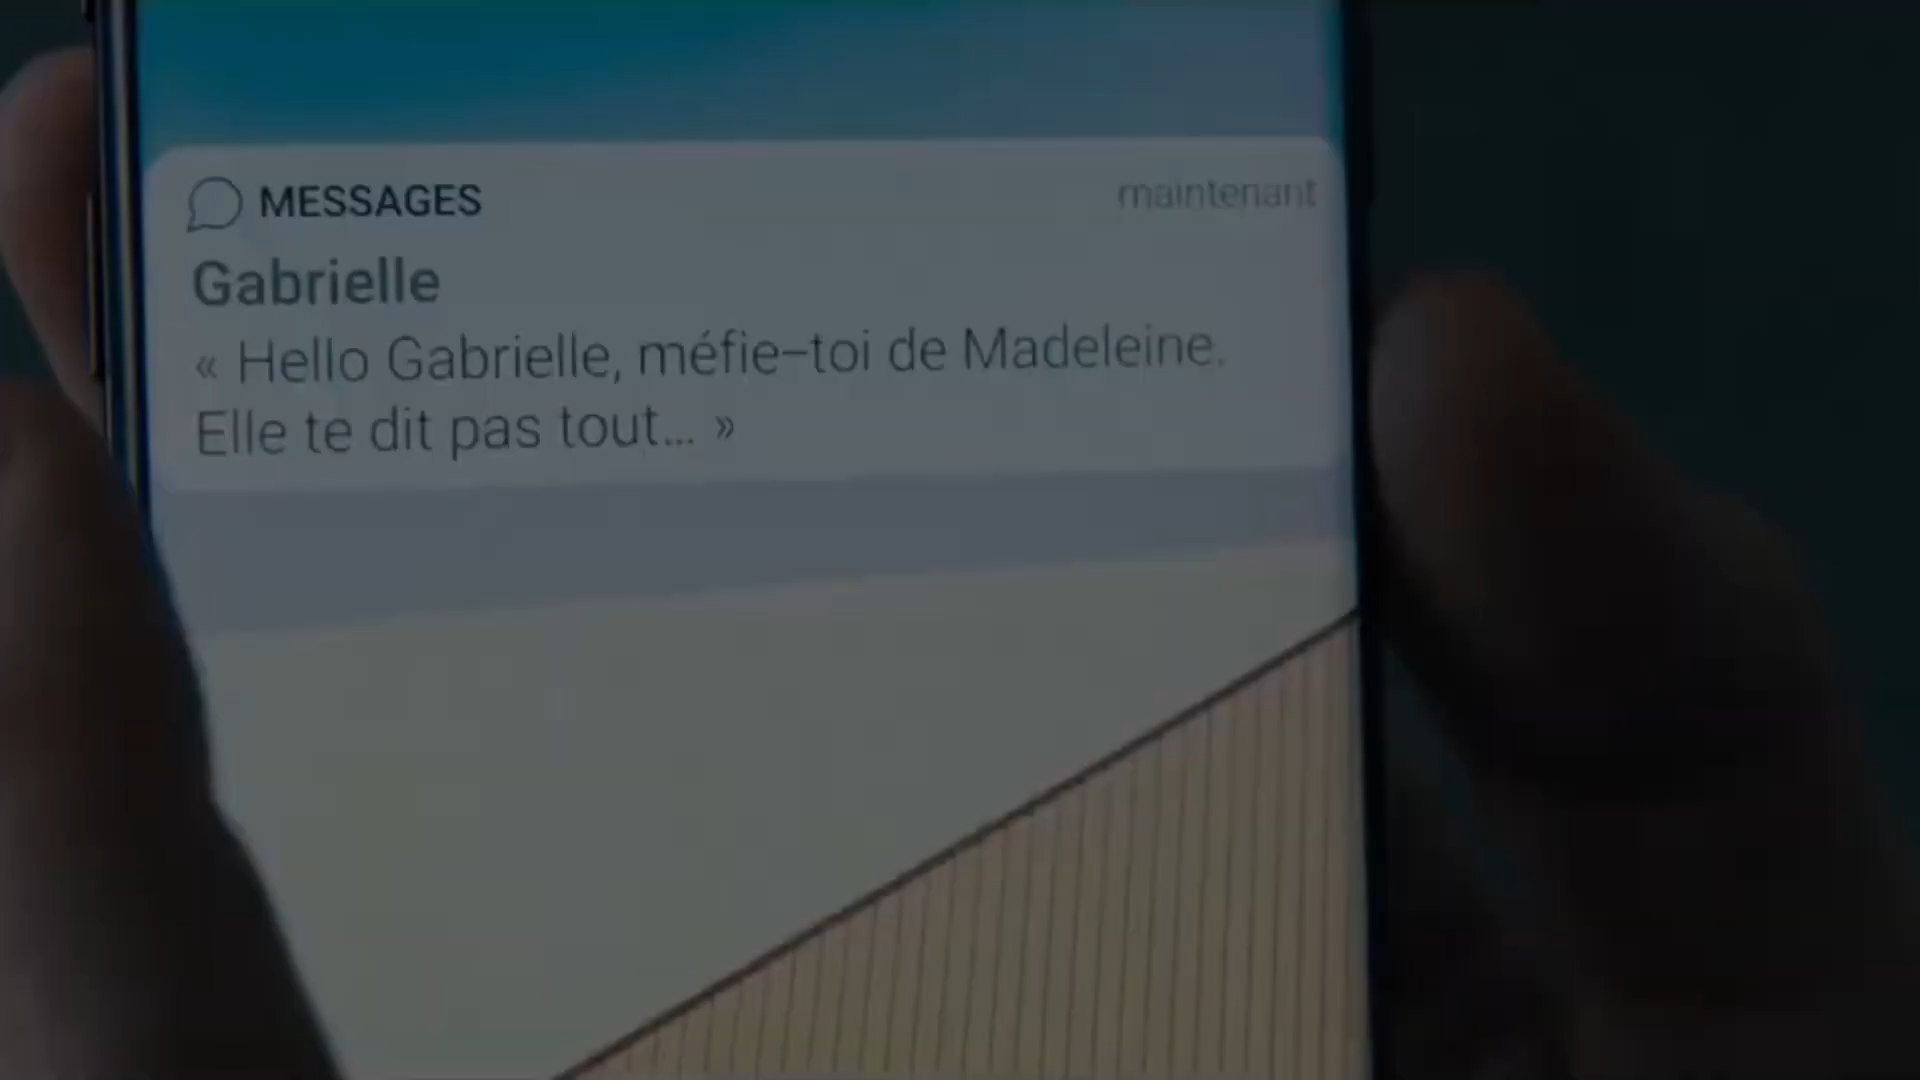 MESSAGES
maintenant
Gabrielle
« Hello Gabrielle, méfie-toi de Madeleine.
Elle te dit pas tout... »